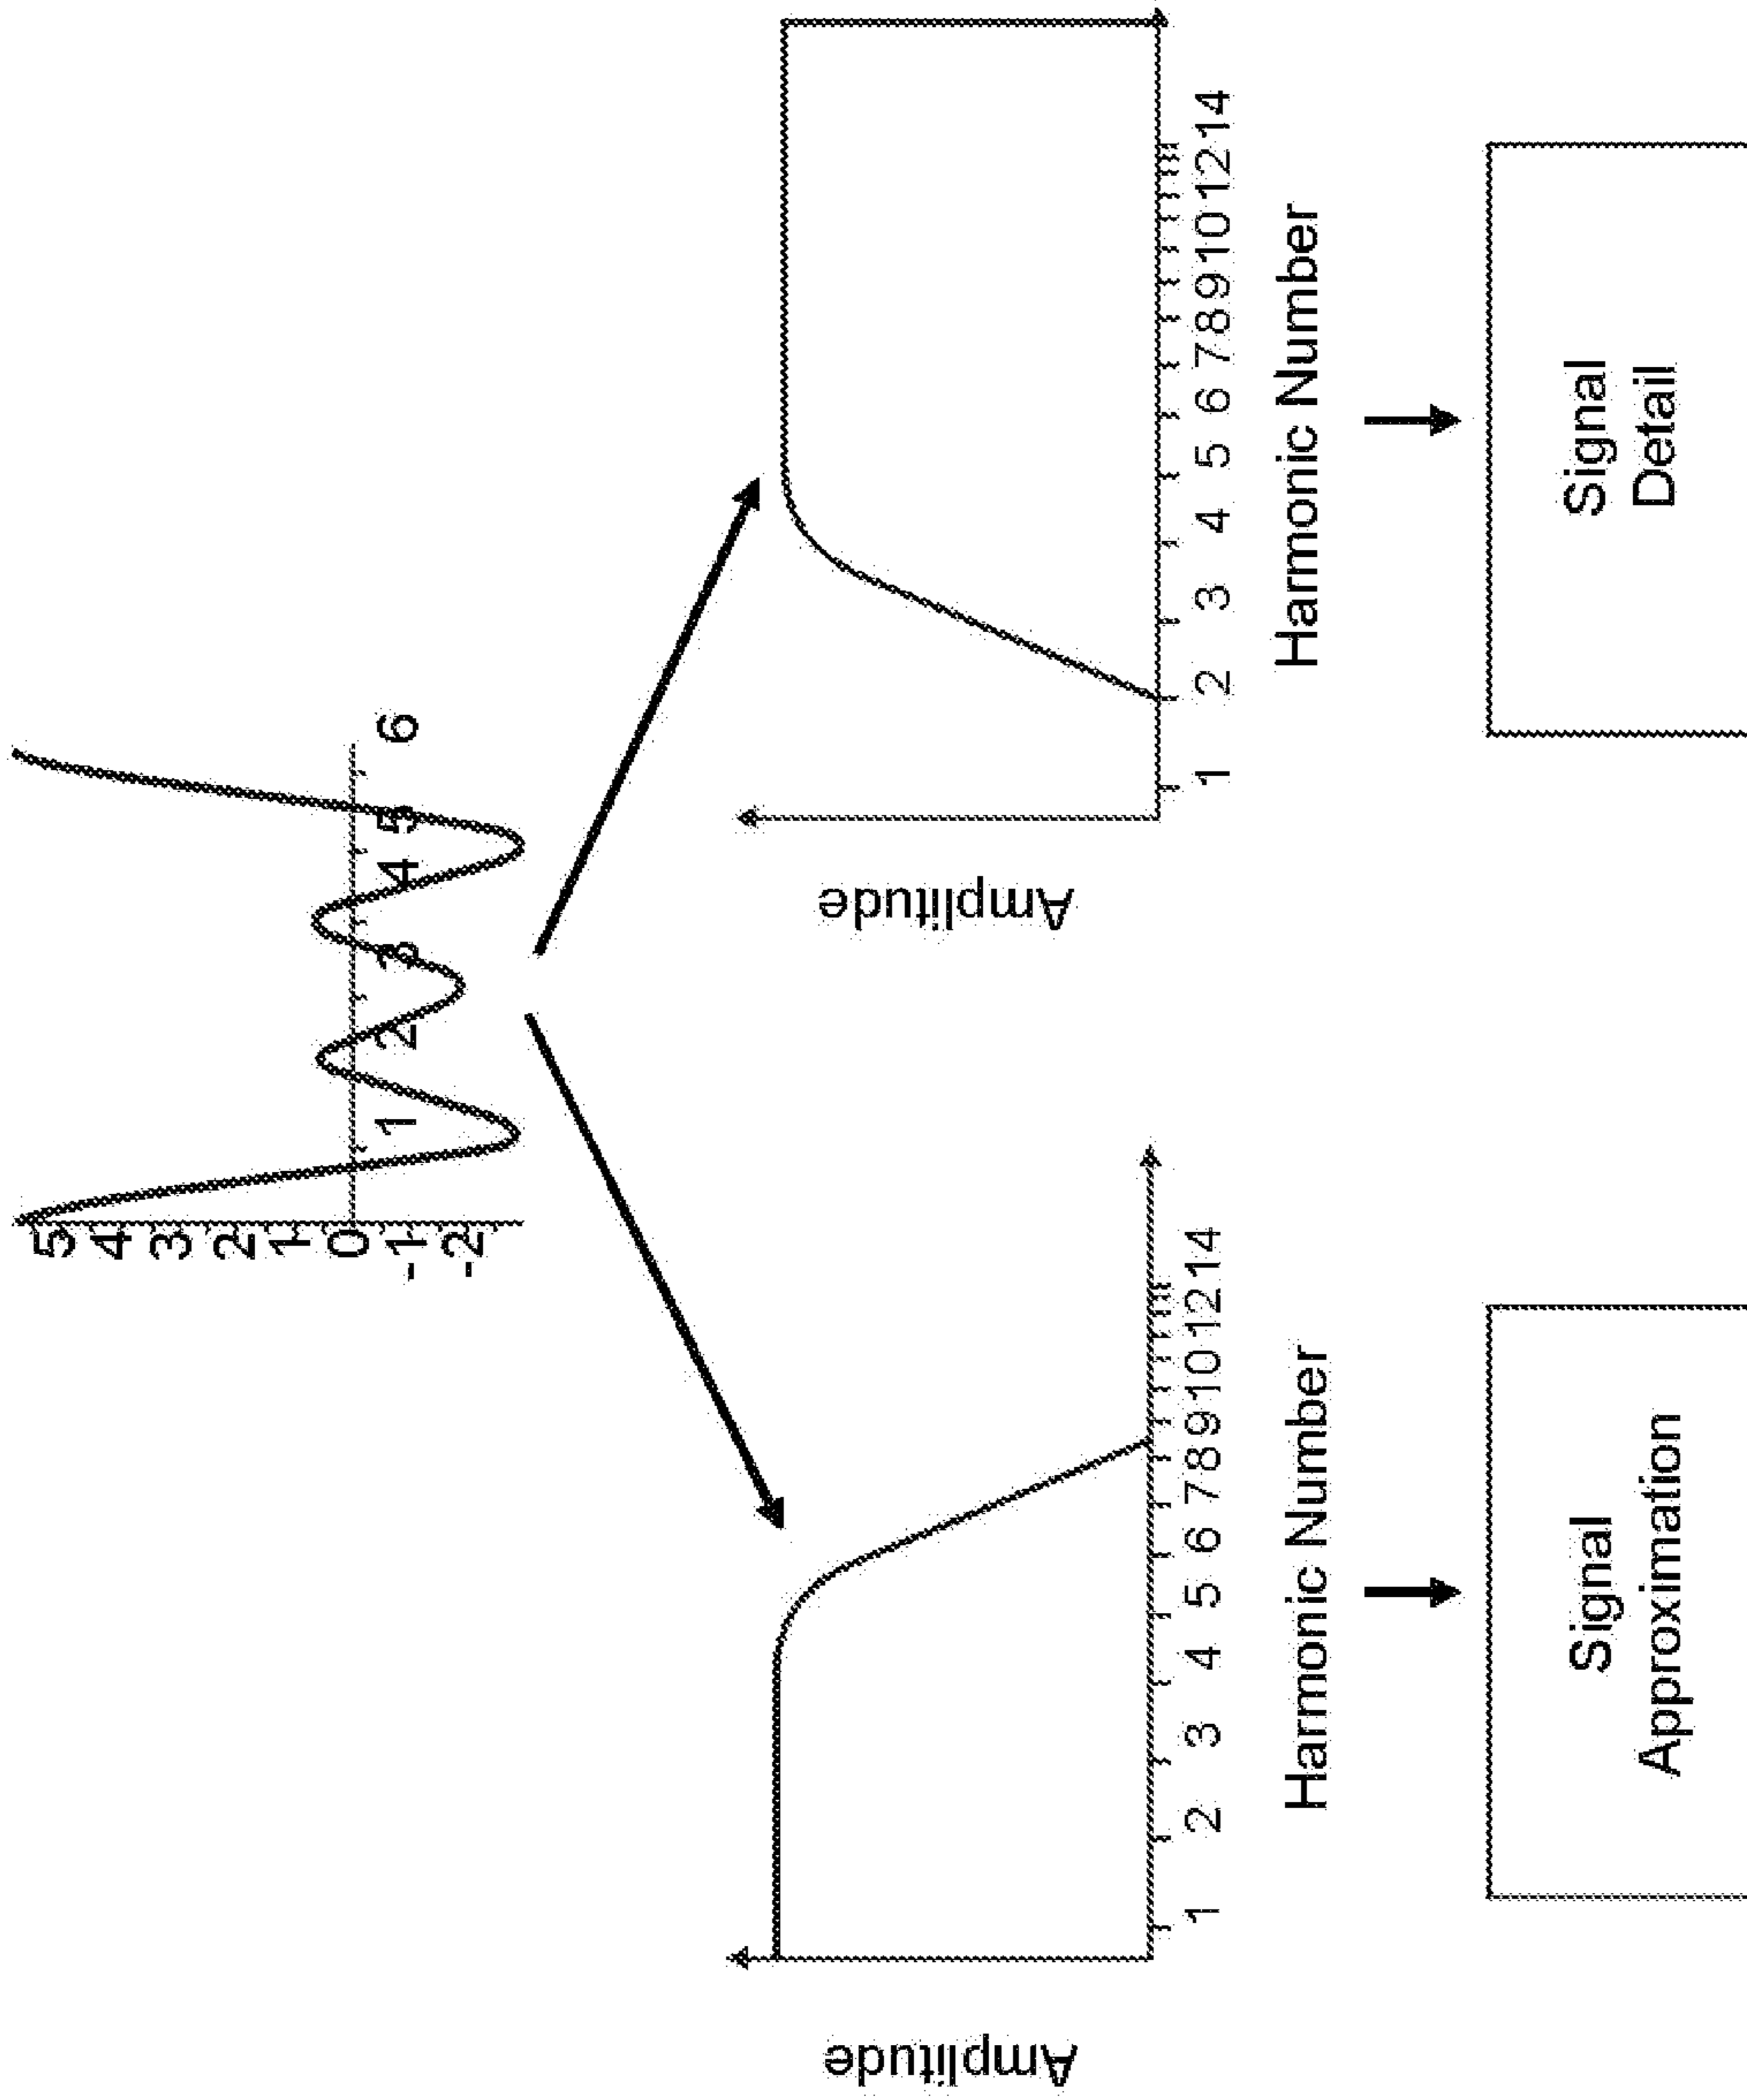 5
4
3
2
1
0
-1
-2
1 2 3 4 5 6
Amplitude
1 2 3 4 5 6 7 8 9 10 12 14
Harmonic Number
Signal
Approximation
Amplitude
1 2 3 4 5 6 7 8 9 10 12 14
Harmonic Number
Signal
Detail